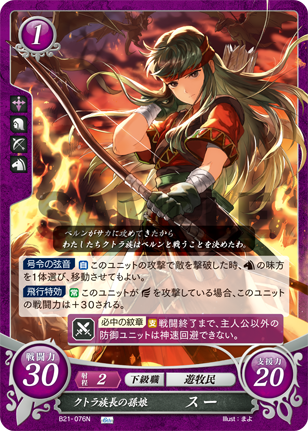 1
SAMPLE
ベルンがサカに攻めてきたから
わたしたちクトラ族はベルンと戦うことを決めたわ。
号令の弦音 自 このユニットの攻撃で敵を撃破した時、の味方
を1体選び、移動させてもよい。
飛行特効 常 このユニットがを攻撃している場合、このユニット
の戦闘力は+30される。
必中の紋章 支 戦闘終了まで、主人公以外の
防御ユニットは神速回避できない。
戦闘力
30
射程 2
下級職
遊牧民
支援力
20
クトラ族長の孫娘 スー
B21-076N
Illust:まよ